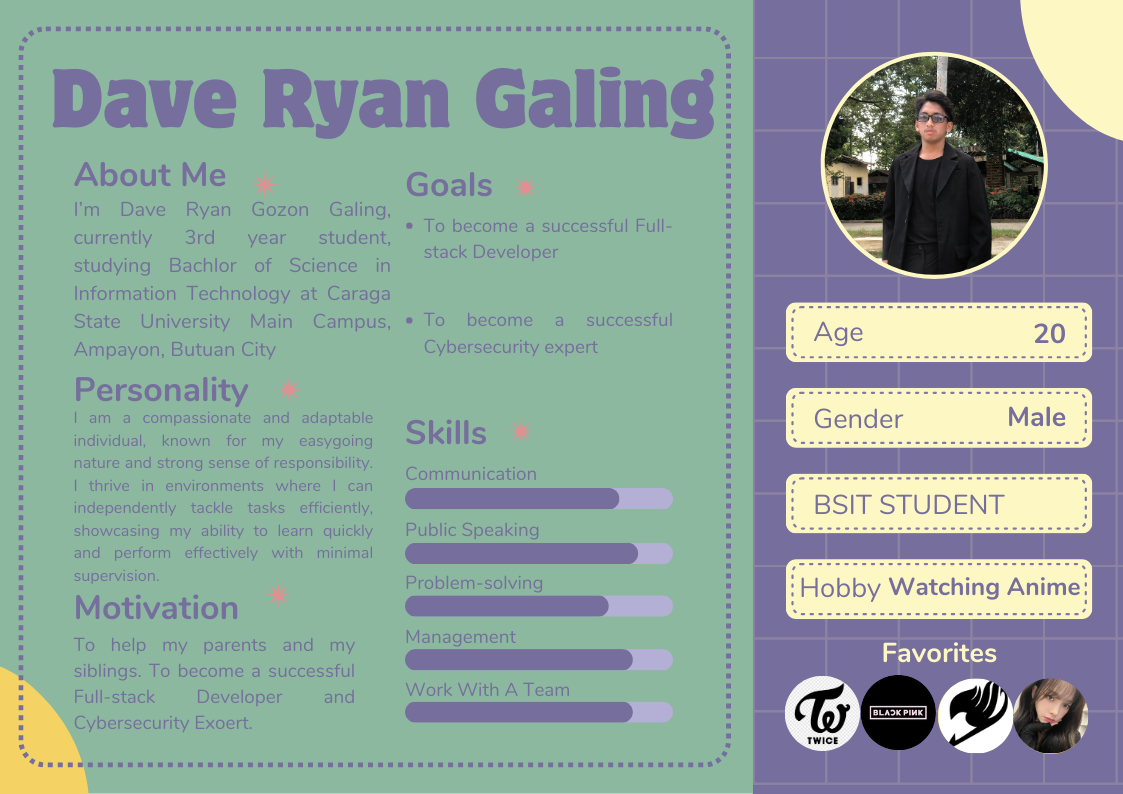 Dave Ryan Galing
About Me
I'm Dave Ryan Gozon Galing,
currently 3rd year student,
studying Bachlor of Science in
Information Technology at Caraga
State University Main Campus,
Ampayon, Butuan City
Personality
I am a compassionate and adaptable
individual, known for my easygoing
nature and strong sense of responsibility.
I thrive in environments where I can
independently tackle tasks efficiently,
showcasing my ability to learn quickly
and perform effectively with minimal
supervision.
Motivation
To help my parents and my
siblings. To become a successful
Full-stack Developer and
Cybersecurity Exoert.
Goals
• To become a successful Full-
stack Developer
• To become a successful
Cybersecurity expert
Skills
Communication
Public Speaking
Problem-solving
Management
Work With A Team
Age 20
Gender Male
BSIT STUDENT
Hobby Watching Anime
Favorites
TWICE
BLACKPINK